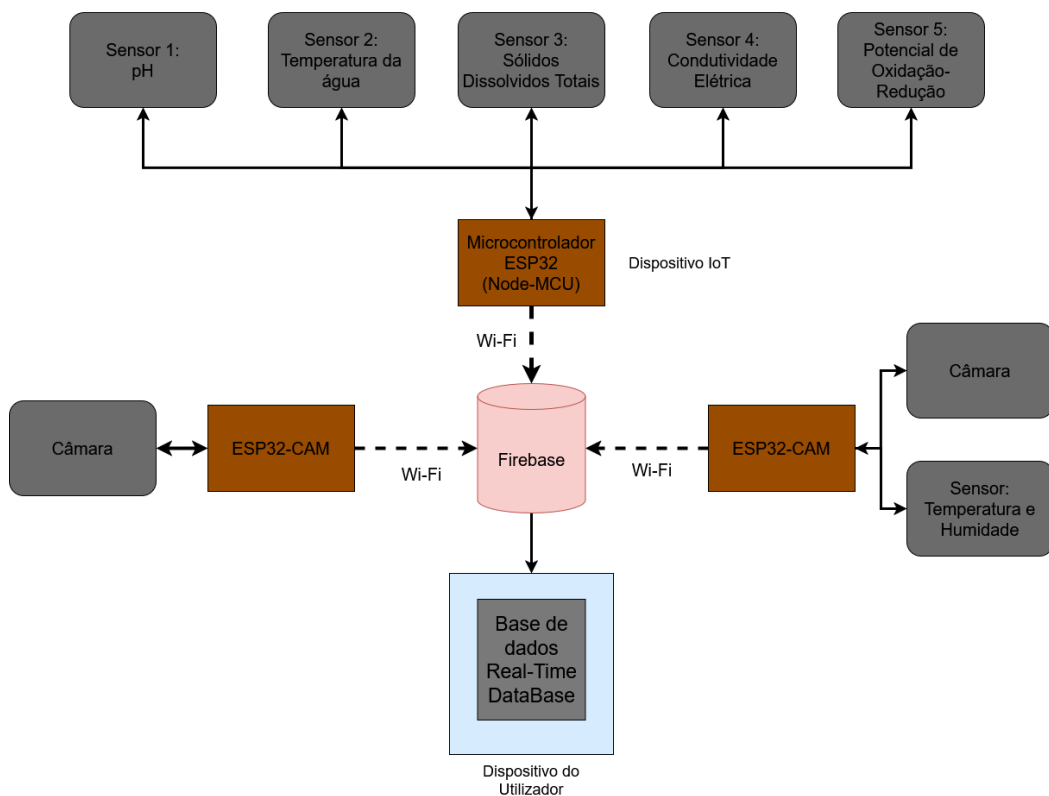 Sensor 1:
pH
Sensor 2:
Temperatura da
água
Sensor 3:
Sólidos
Dissolvidos Totais
Sensor 4:
Condutividade
Elétrica
Sensor 5:
Potencial de
Oxidação-
Redução
Microcontrolador
ESP32
(Node-MCU)
Dispositivo IoT
Wi-Fi
Câmara
Câmara
ESP32-CAM
Wi-Fi
Firebase
Wi-Fi
ESP32-CAM
Sensor:
Temperatura e
Humidade
Base de
dados
Real-Time
DataBase
Dispositivo do
Utilizador